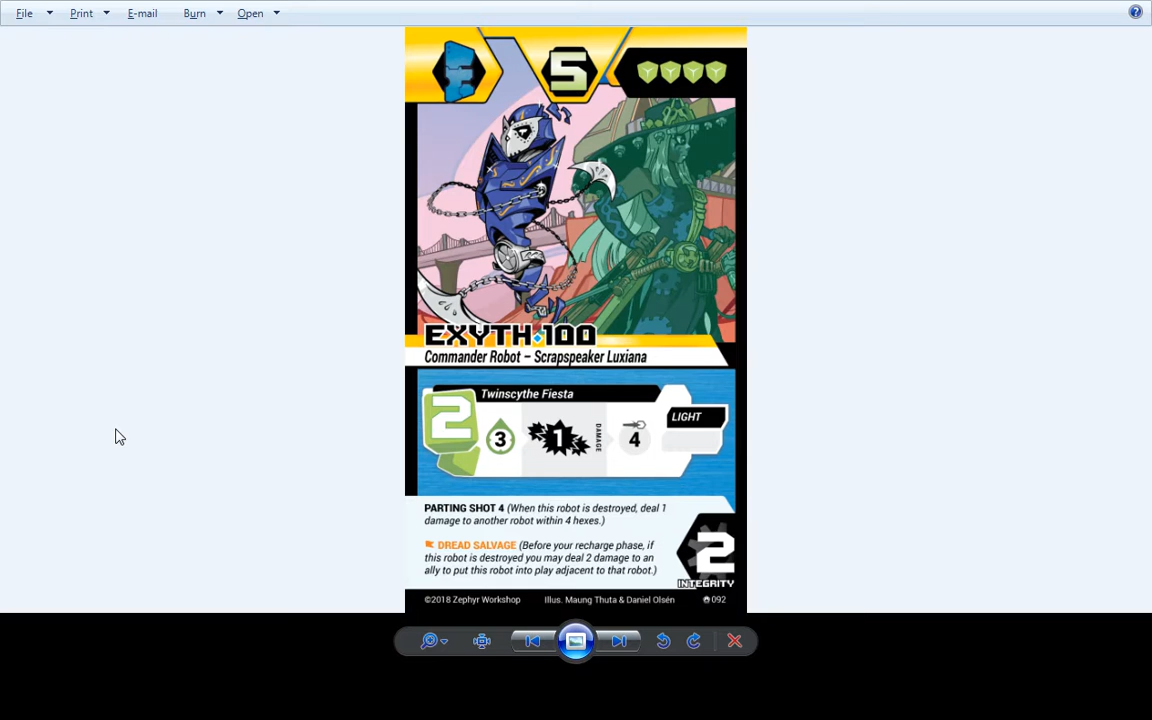 File Print E-mail Burn Open
5
EXYTH·100
Commander Robot – Scrapspeaker Luxiana
Twinscythe Fiesta
2 3 1 DAMAGE 4 LIGHT
PARTING SHOT 4 (When this robot is destroyed, deal 1
damage to another robot within 4 hexes.)
DREAD SALVAGE (Before your recharge phase, if
this robot is destroyed you may deal 2 damage to an
ally to put this robot into play adjacent to that robot.)
2
INTEGRITY
©2018 Zephyr Workshop Illus. Maung Thuta & Daniel Olsén 092